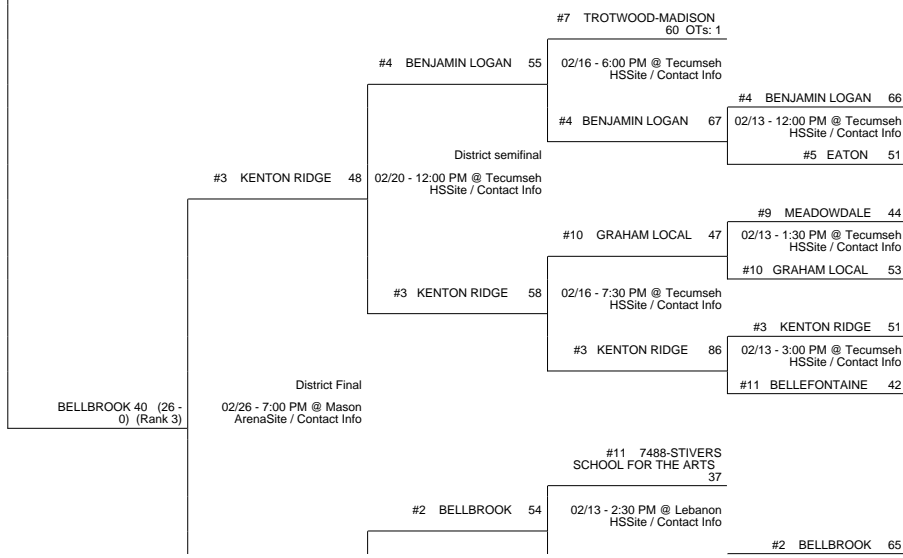 #7 TROTWOOD-MADISON
60 OTs: 1
#4 BENJAMIN LOGAN 55
02/16 - 6:00 PM @ Tecumseh
HSSite / Contact Info
#4 BENJAMIN LOGAN 66
#4 BENJAMIN LOGAN 67
02/13 - 12:00 PM @ Tecumseh
HSSite / Contact Info
#5 EATON 51
District semifinal
#3 KENTON RIDGE 48
02/20 - 12:00 PM @ Tecumseh
HSSite / Contact Info
#9 MEADOWDALE 44
#10 GRAHAM LOCAL 47
02/13 - 1:30 PM @ Tecumseh
HSSite / Contact Info
#10 GRAHAM LOCAL 53
#3 KENTON RIDGE 58
02/16 - 7:30 PM @ Tecumseh
HSSite / Contact Info
#3 KENTON RIDGE 51
#3 KENTON RIDGE 86
02/13 - 3:00 PM @ Tecumseh
HSSite / Contact Info
#11 BELLEFONTAINE 42
District Final
BELLBROOK 40 (26 -
0) (Rank 3)
02/26 - 7:00 PM @ Mason
ArenaSite / Contact Info
#11 7488-STIVERS
SCHOOL FOR THE ARTS
37
#2 BELLBROOK 54
02/13 - 2:30 PM @ Lebanon
HSSite / Contact Info
#2 BELLBROOK 65